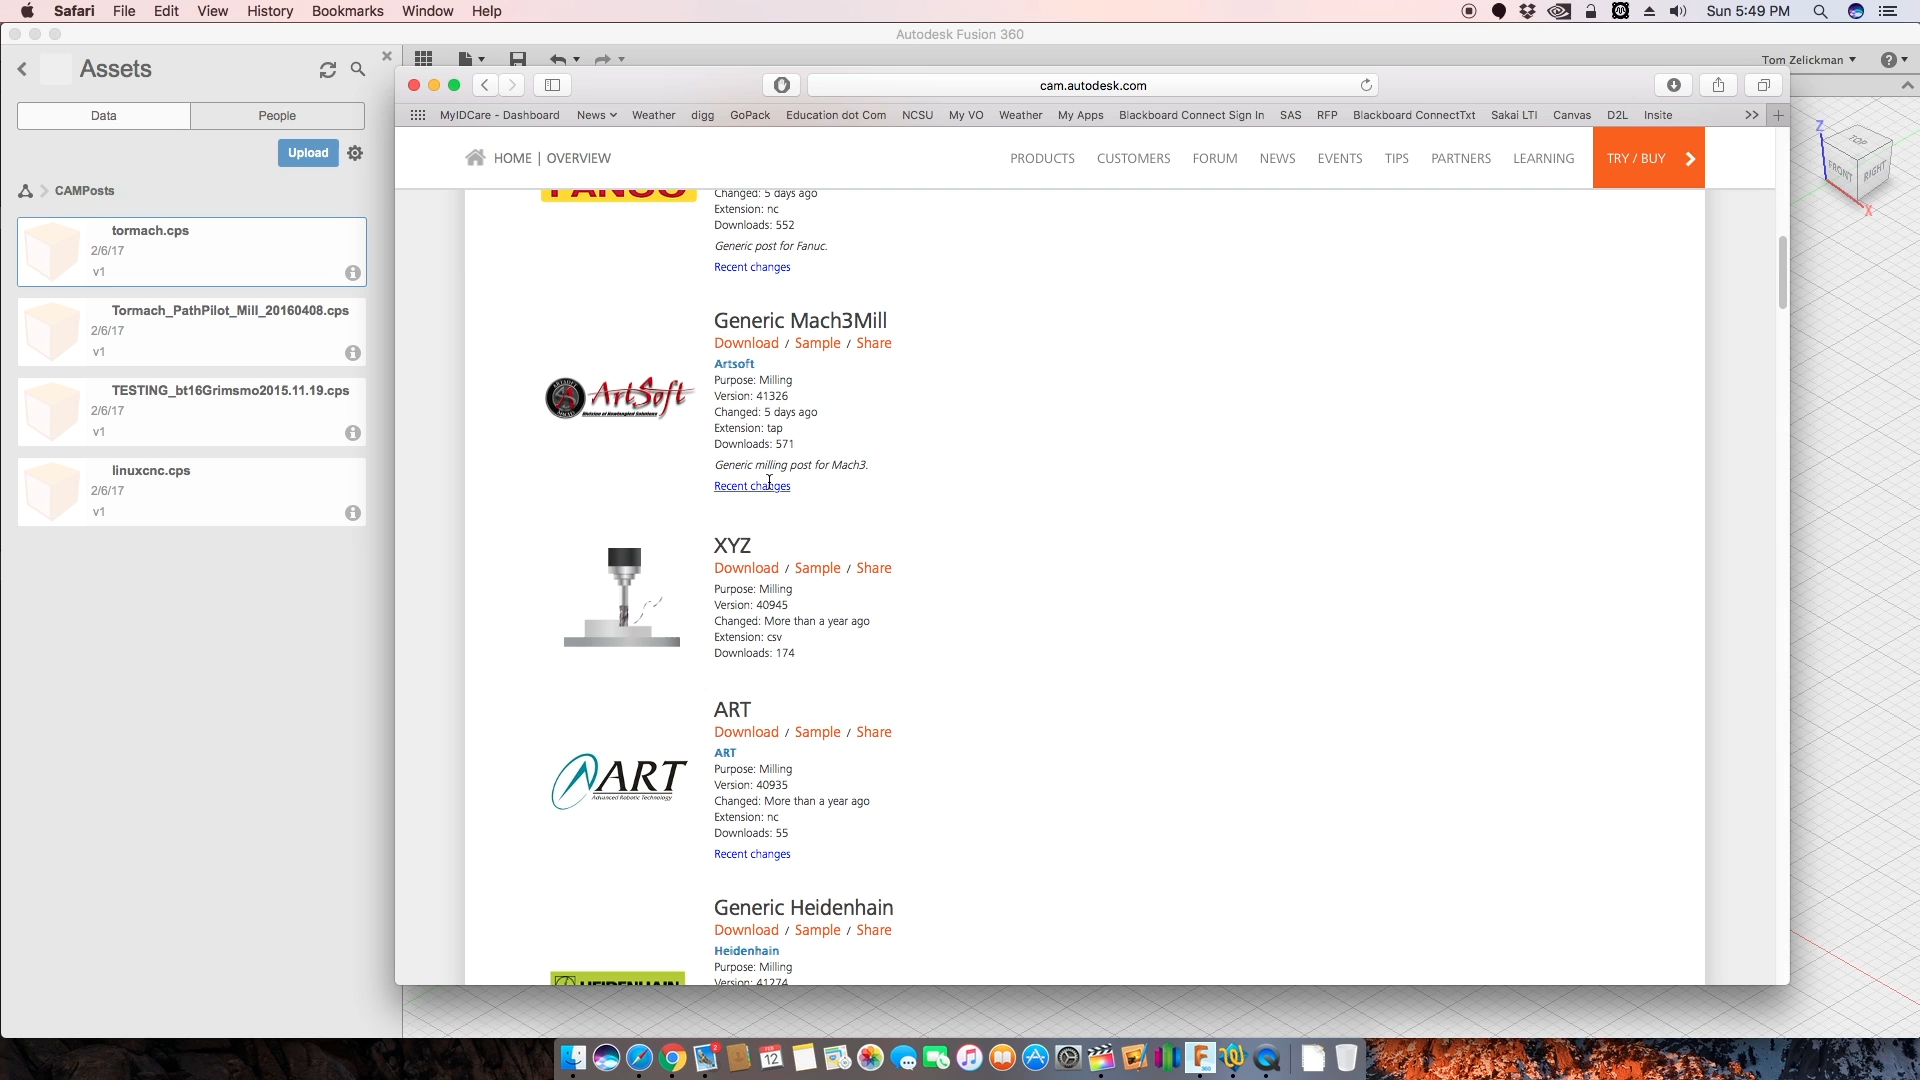 Safari File Edit View History Bookmarks Window Help
Sun 5:49 PM
Autodesk Fusion 360
Assets
Tom Zelickman
Data
People
Upload
CAMPosts
tormach.cps
2/6/17
v1
Tormach_PathPilot_Mill_20160408.cps
2/6/17
v1
TESTING_bt16Grimsmo2015.11.19.cps
2/6/17
v1
linuxcnc.cps
2/6/17
v1
cam.autodesk.com
MyIDCare - Dashboard News Weather digg GoPack Education dot Com NCSU My VO Weather My Apps Blackboard Connect Sign In SAS RFP Blackboard ConnectTxt Sakai LTI Canvas D2L Insite
HOME | OVERVIEW
PRODUCTS CUSTOMERS FORUM NEWS EVENTS TIPS PARTNERS LEARNING
TRY / BUY
Changed: 5 days ago
Extension: nc
Downloads: 552
Generic post for Fanuc.
Recent changes
Generic Mach3Mill
Download / Sample / Share
Artsoft
Purpose: Milling
Version: 41326
Changed: 5 days ago
Extension: tap
Downloads: 571
Generic milling post for Mach3.
Recent changes
ArtSoft
XYZ
Download / Sample / Share
Purpose: Milling
Version: 40945
Changed: More than a year ago
Extension: csv
Downloads: 174
ART
Download / Sample / Share
ART
Purpose: Milling
Version: 40935
Changed: More than a year ago
Extension: nc
Downloads: 55
Recent changes
ART
Advanced Robotic Technology
Generic Heidenhain
Download / Sample / Share
Heidenhain
Purpose: Milling
Version: 41274
HEIDENHAIN
Z
TOP
FRONT
RIGHT
X